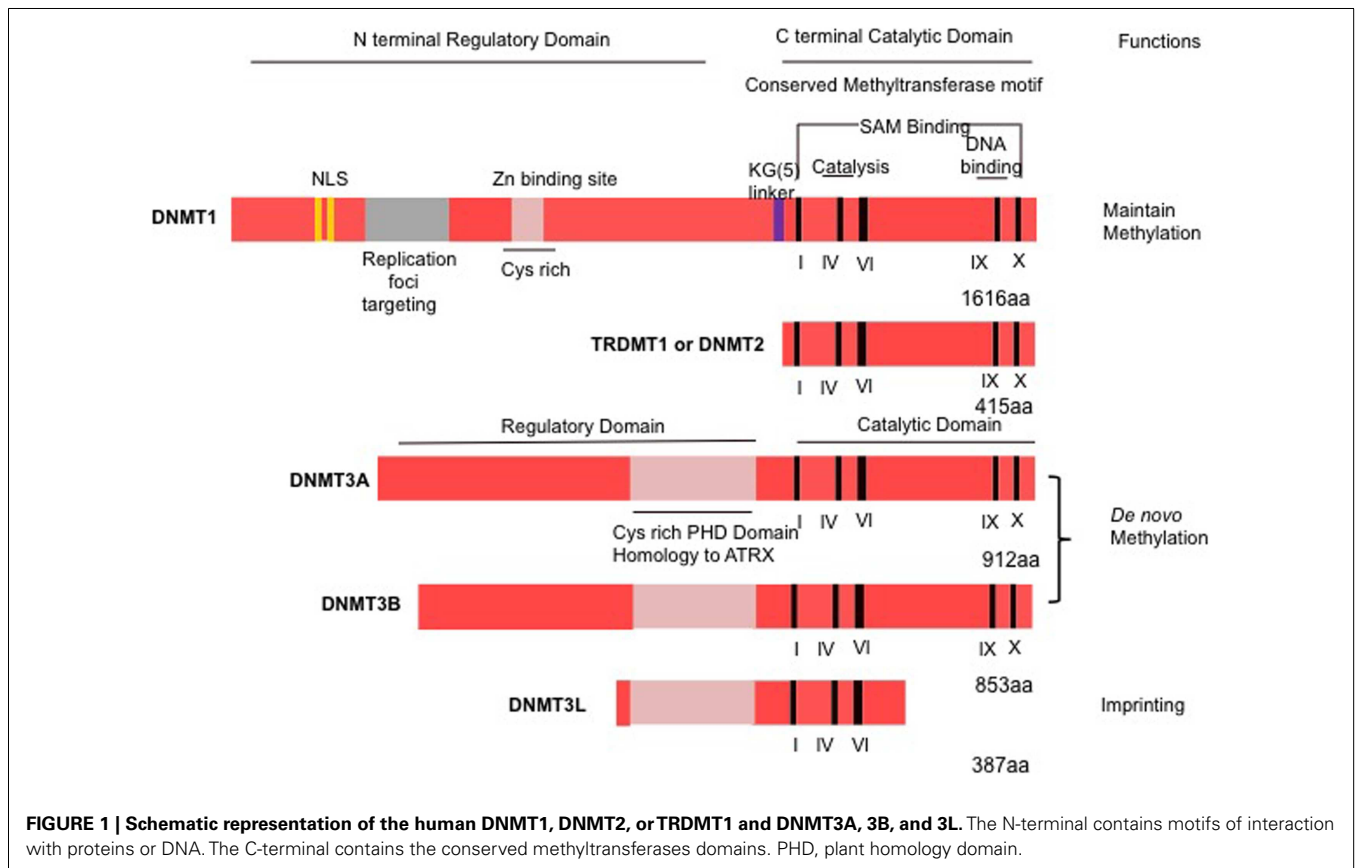 N terminal Regulatory Domain
C terminal Catalytic Domain
Functions
Conserved Methyltransferase motif
SAM Binding
DNA
binding
Catalysis
KG(5)
linker
NLS
Zn binding site
DNMT1
Maintain
Methylation
Replication
foci
targeting
Cys rich
I IV VI IX X
1616aa
TRDMT1 or DNMT2
I IV VI IX X
415aa
Regulatory Domain
Catalytic Domain
DNMT3A
I IV VI IX X
Cys rich PHD Domain
Homology to ATRX
912aa
De novo
Methylation
DNMT3B
I IV VI IX X
853aa
DNMT3L
Imprinting
I IV VI
387aa
FIGURE 1 | Schematic representation of the human DNMT1, DNMT2, or TRDMT1 and DNMT3A, 3B, and 3L. The N-terminal contains motifs of interaction
with proteins or DNA. The C-terminal contains the conserved methyltransferases domains. PHD, plant homology domain.